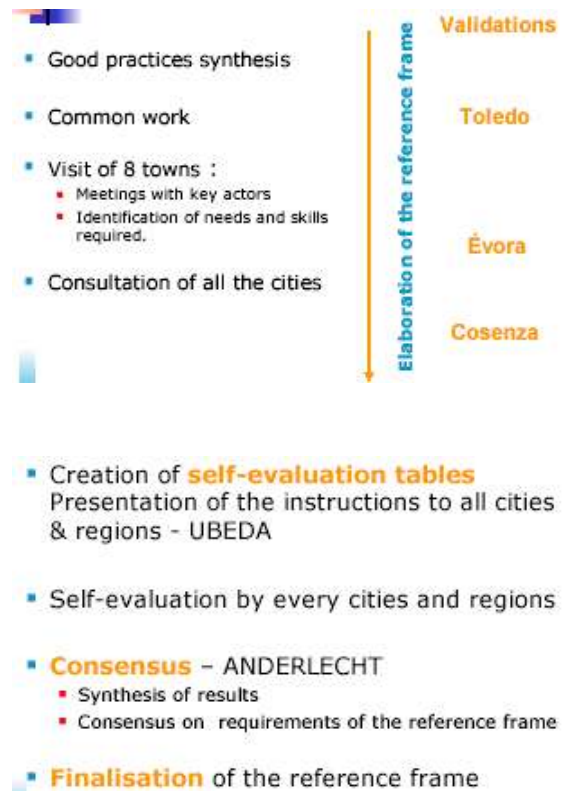 Good practices synthesis
Common work
Visit of 8 towns :
Meetings with key actors
Identification of needs and skills
required.
Consultation of all the cities
Elaboration of the reference frame
Validations
Toledo
Évora
Cosenza
Creation of self-evaluation tables
Presentation of the instructions to all cities
& regions - UBEDA
Self-evaluation by every cities and regions
Consensus – ANDERLECHT
Synthesis of results
Consensus on requirements of the reference frame
Finalisation of the reference frame